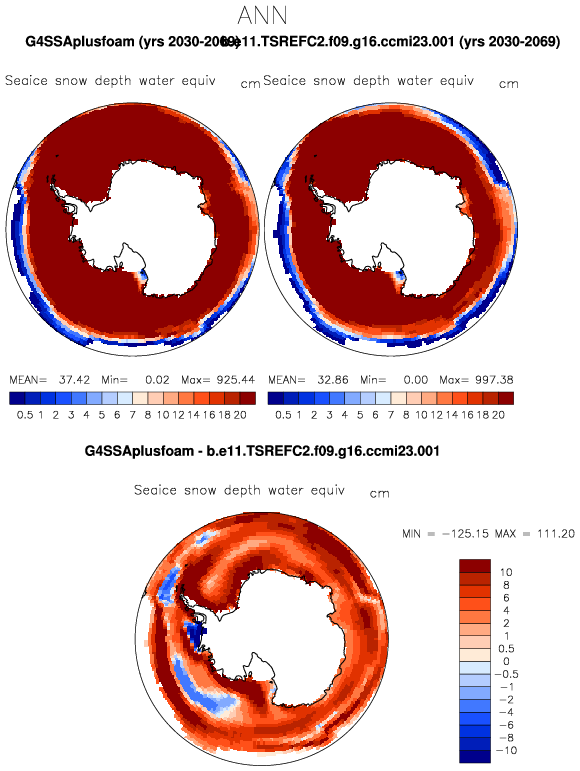 ANN
G4SSAplusfoam (yrs 2030-2069) b.e11.TSREFC2.f09.g16.ccmi23.001 (yrs 2030-2069)
Seaice snow depth water equiv cm Seaice snow depth water equiv cm
MEAN= 37.42 Min= 0.02 Max= 925.44 MEAN= 32.86 Min= 0.00 Max= 997.38
0.5 1 2 3 4 5 6 7 8 10 12 14 16 18 20 0.5 1 2 3 4 5 6 7 8 10 12 14 16 18 20
G4SSAplusfoam - b.e11.TSREFC2.f09.g16.ccmi23.001
Seaice snow depth water equiv cm
MIN = -125.15 MAX = 111.20
10
8
6
4
2
1
0.5
0
-0.5
-1
-2
-4
-6
-8
-10